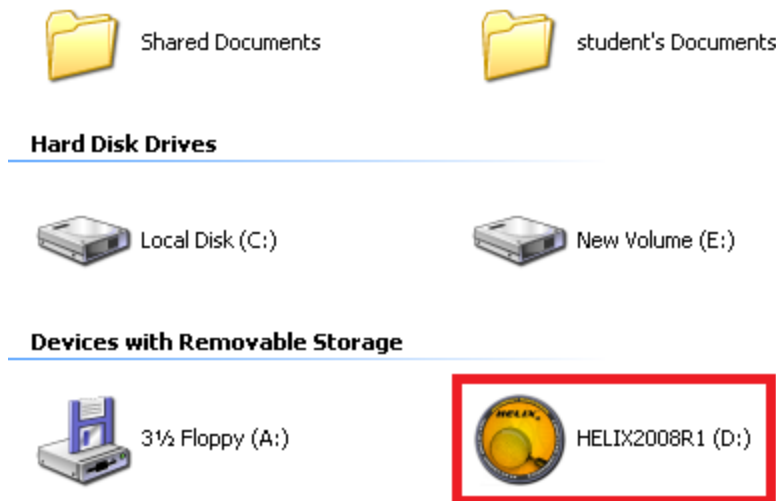 Shared Documents
student's Documents
Hard Disk Drives
Local Disk (C:)
New Volume (E:)
Devices with Removable Storage
3½ Floppy (A:)
HELIX
HELIX2008R1 (D:)